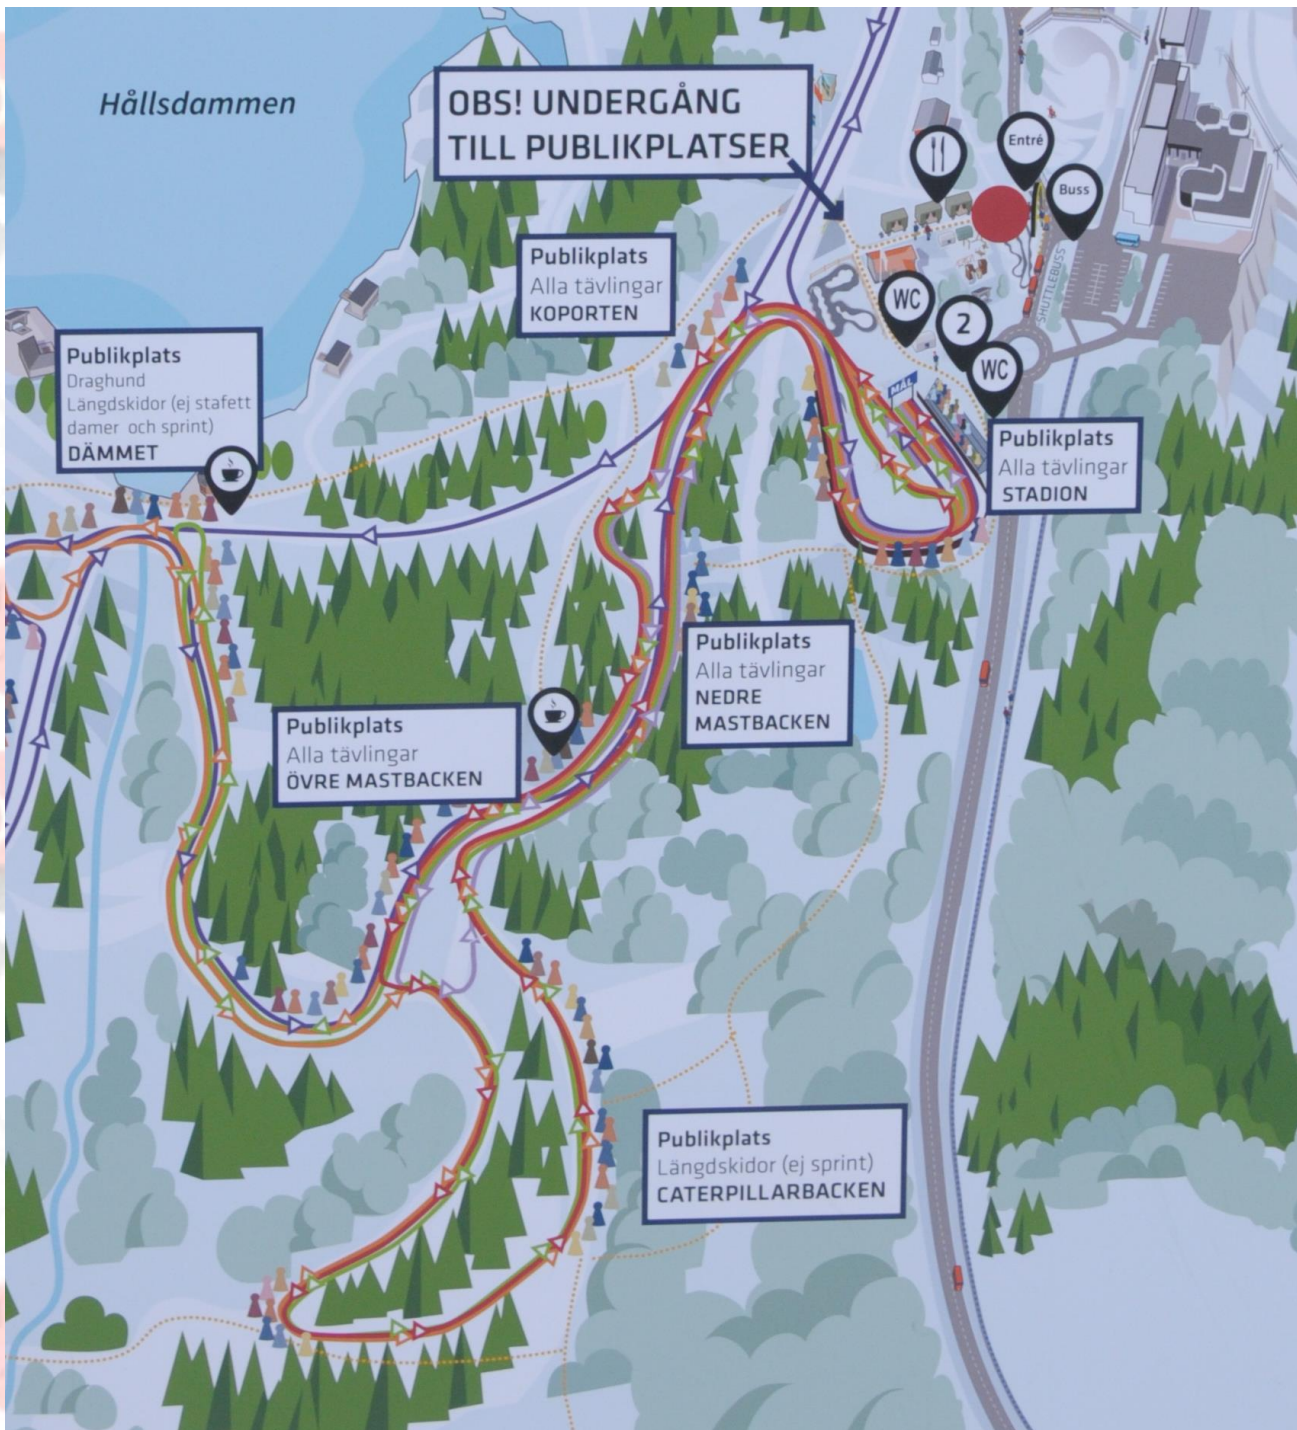 Hållsdammen
OBS! UNDERGÅNG
TILL PUBLIKPLATSER
Entré
Buss
SHUTTLEBUSS
Publikplats
Alla tävlingar
KOPORTEN
WC
2
WC
MÅL
Publikplats
Draghund
Längdskidor (ej stafett
damer och sprint)
DÄMMET
Publikplats
Alla tävlingar
STADION
Publikplats
Alla tävlingar
NEDRE
MASTBACKEN
Publikplats
Alla tävlingar
ÖVRE MASTBACKEN
Publikplats
Längdskidor (ej sprint)
CATERPILLARBACKEN